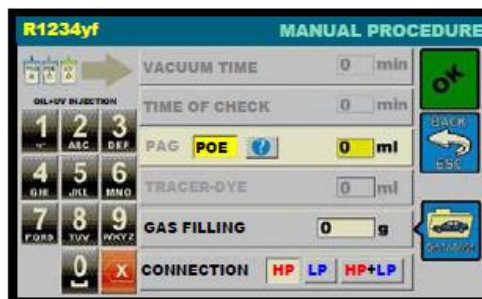 R1234yf MANUAL PROCEDURE
VACUUM TIME 0 min
OK
OIL+UV INJECTION
TIME OF CHECK 0 min
BACK
ESC
1 2 ABC 3 DEF
PAG POE ? 0 ml
4 GHI 5 JKL 6 MNO
TRACER-DYE 0 ml
7 PQRS 8 TUV 9 WXYZ
GAS FILLING 0 g
DATABASE
0 X
CONNECTION HP LP HP+LP